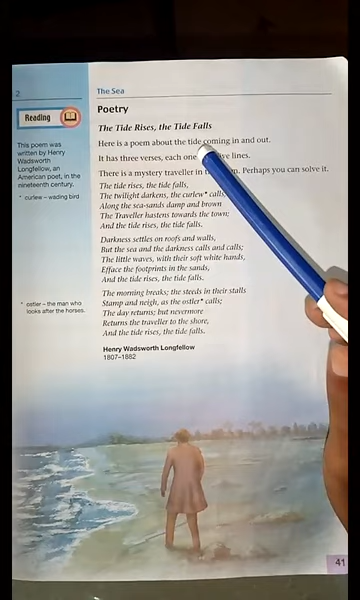 2
The Sea
Reading
Poetry
The Tide Rises, the Tide Falls
This poem was
written by Henry
Wadsworth
Longfellow, an
American poet, in the
nineteenth century.
* curlew – wading bird
Here is a poem about the tide coming in and out.
It has three verses, each one lines.
There is a mystery traveller in Perhaps you can solve it.
The tide rises, the tide falls,
The twilight darkens, the curlew* calls;
Along the sea-sands damp and brown
The Traveller hastens towards the town;
And the tide rises, the tide falls.
Darkness settles on roofs and walls,
But the sea and the darkness calls and calls;
The little waves, with their soft white hands,
Efface the footprints in the sands,
And the tide rises, the tide falls.
* ostler – the man who
looks after the horses.
The morning breaks; the steeds in their stalls
Stamp and neigh, as the ostler* calls;
The day returns; but nevermore
Returns the traveller to the shore,
And the tide rises, the tide falls.
Henry Wadsworth Longfellow
1807–1882
41